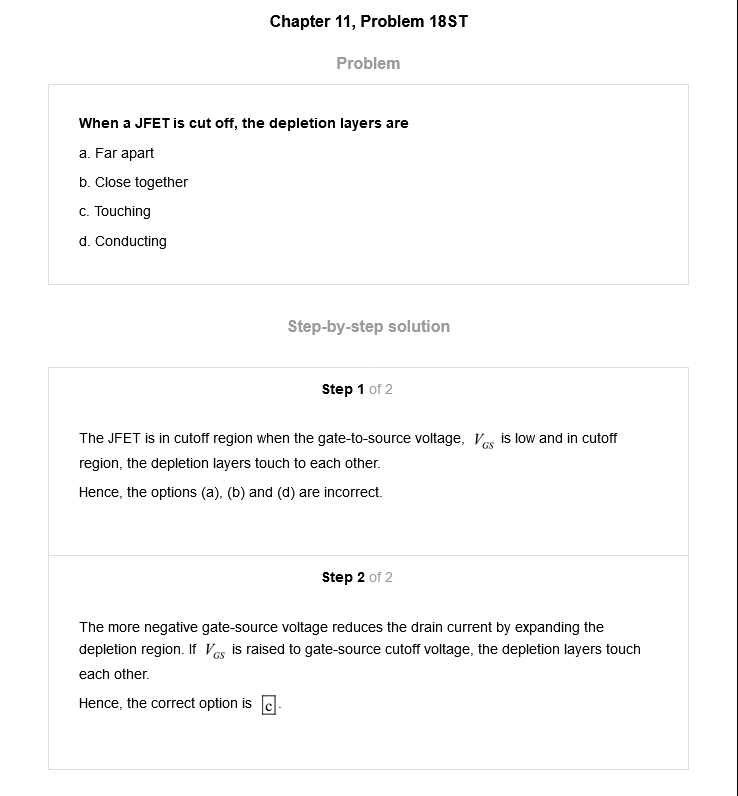 Chapter 11, Problem 18ST
Problem
When a JFET is cut off, the depletion layers are
a. Far apart
b. Close together
c. Touching
d. Conducting
Step-by-step solution
Step 1 of 2
The JFET is in cutoff region when the gate-to-source voltage, V_GS is low and in cutoff
region, the depletion layers touch to each other.
Hence, the options (a), (b) and (d) are incorrect.
Step 2 of 2
The more negative gate-source voltage reduces the drain current by expanding the
depletion region. If V_GS is raised to gate-source cutoff voltage, the depletion layers touch
each other.
Hence, the correct option is c.